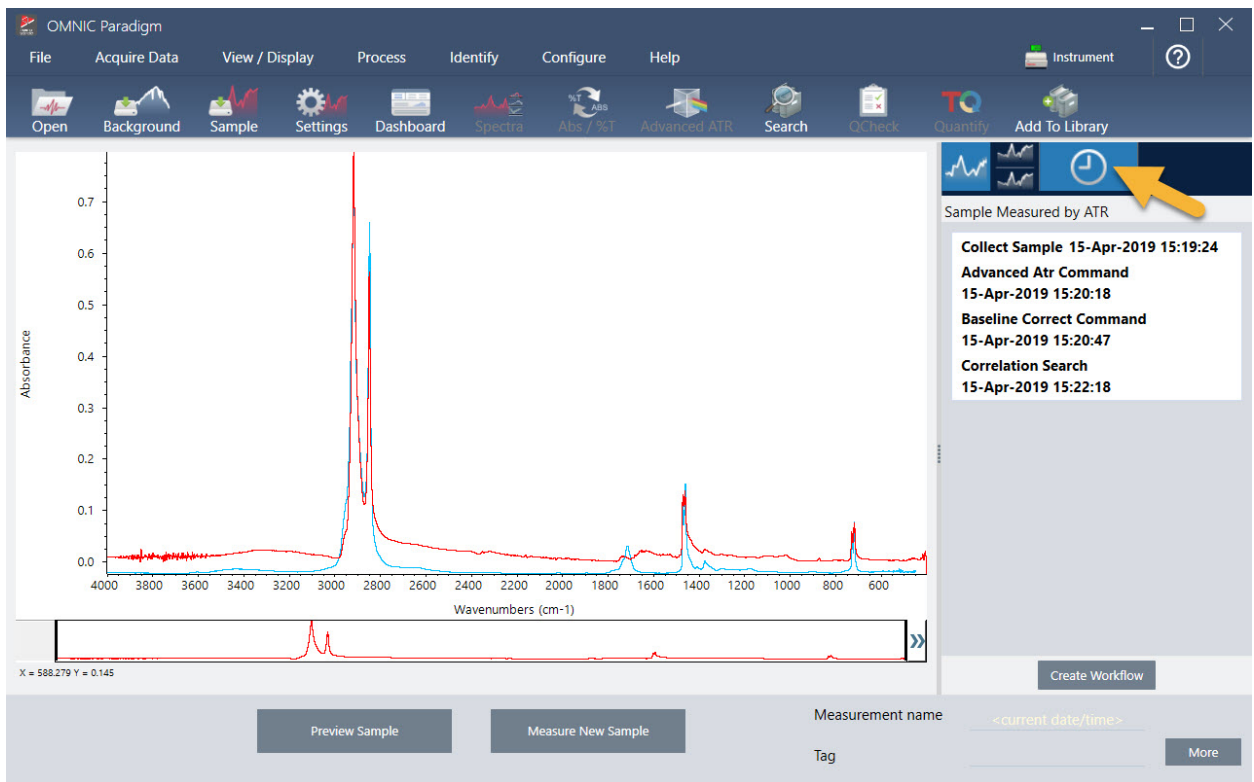 OMNIC Paradigm
File Acquire Data View / Display Process Identify Configure Help Instrument
%T ABS TQ
Open Background Sample Settings Dashboard Spectra Abs / %T Advanced ATR Search QCheck Quantify Add To Library
Sample Measured by ATR
Collect Sample 15-Apr-2019 15:19:24
Advanced Atr Command
15-Apr-2019 15:20:18
Baseline Correct Command
15-Apr-2019 15:20:47
Correlation Search
15-Apr-2019 15:22:18
0.7
0.6
0.5
0.4
0.3
0.2
0.1
0.0
Absorbance
4000 3800 3600 3400 3200 3000 2800 2600 2400 2200 2000 1800 1600 1400 1200 1000 800 600
Wavenumbers (cm-1)
X = 588.279 Y = 0.145
Create Workflow
Preview Sample Measure New Sample
Measurement name <current date/time>
Tag
More